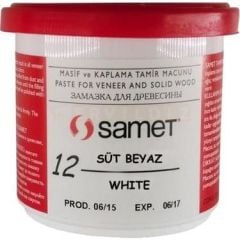 MASİF ve KAPLAMA TAMİR MACUNU
PASTE FOR VENEER AND SOLID WOOD
ЗАМАЗКА ДЛЯ ДРЕВЕСИНЫ
samet
12 SÜT BEYAZ
WHITE
PROD. 06/15 EXP. 06/17